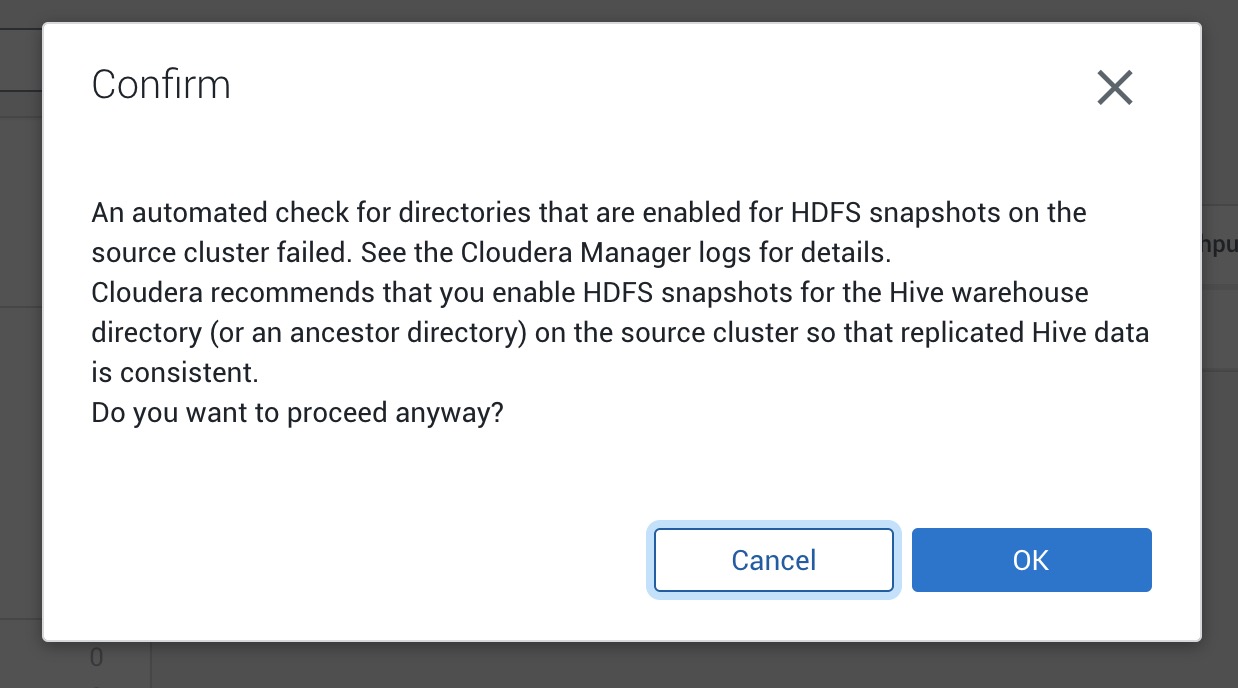 Confirm
An automated check for directories that are enabled for HDFS snapshots on the
source cluster failed. See the Cloudera Manager logs for details.
Cloudera recommends that you enable HDFS snapshots for the Hive warehouse
directory (or an ancestor directory) on the source cluster so that replicated Hive data
is consistent.
Do you want to proceed anyway?
Cancel
OK
0